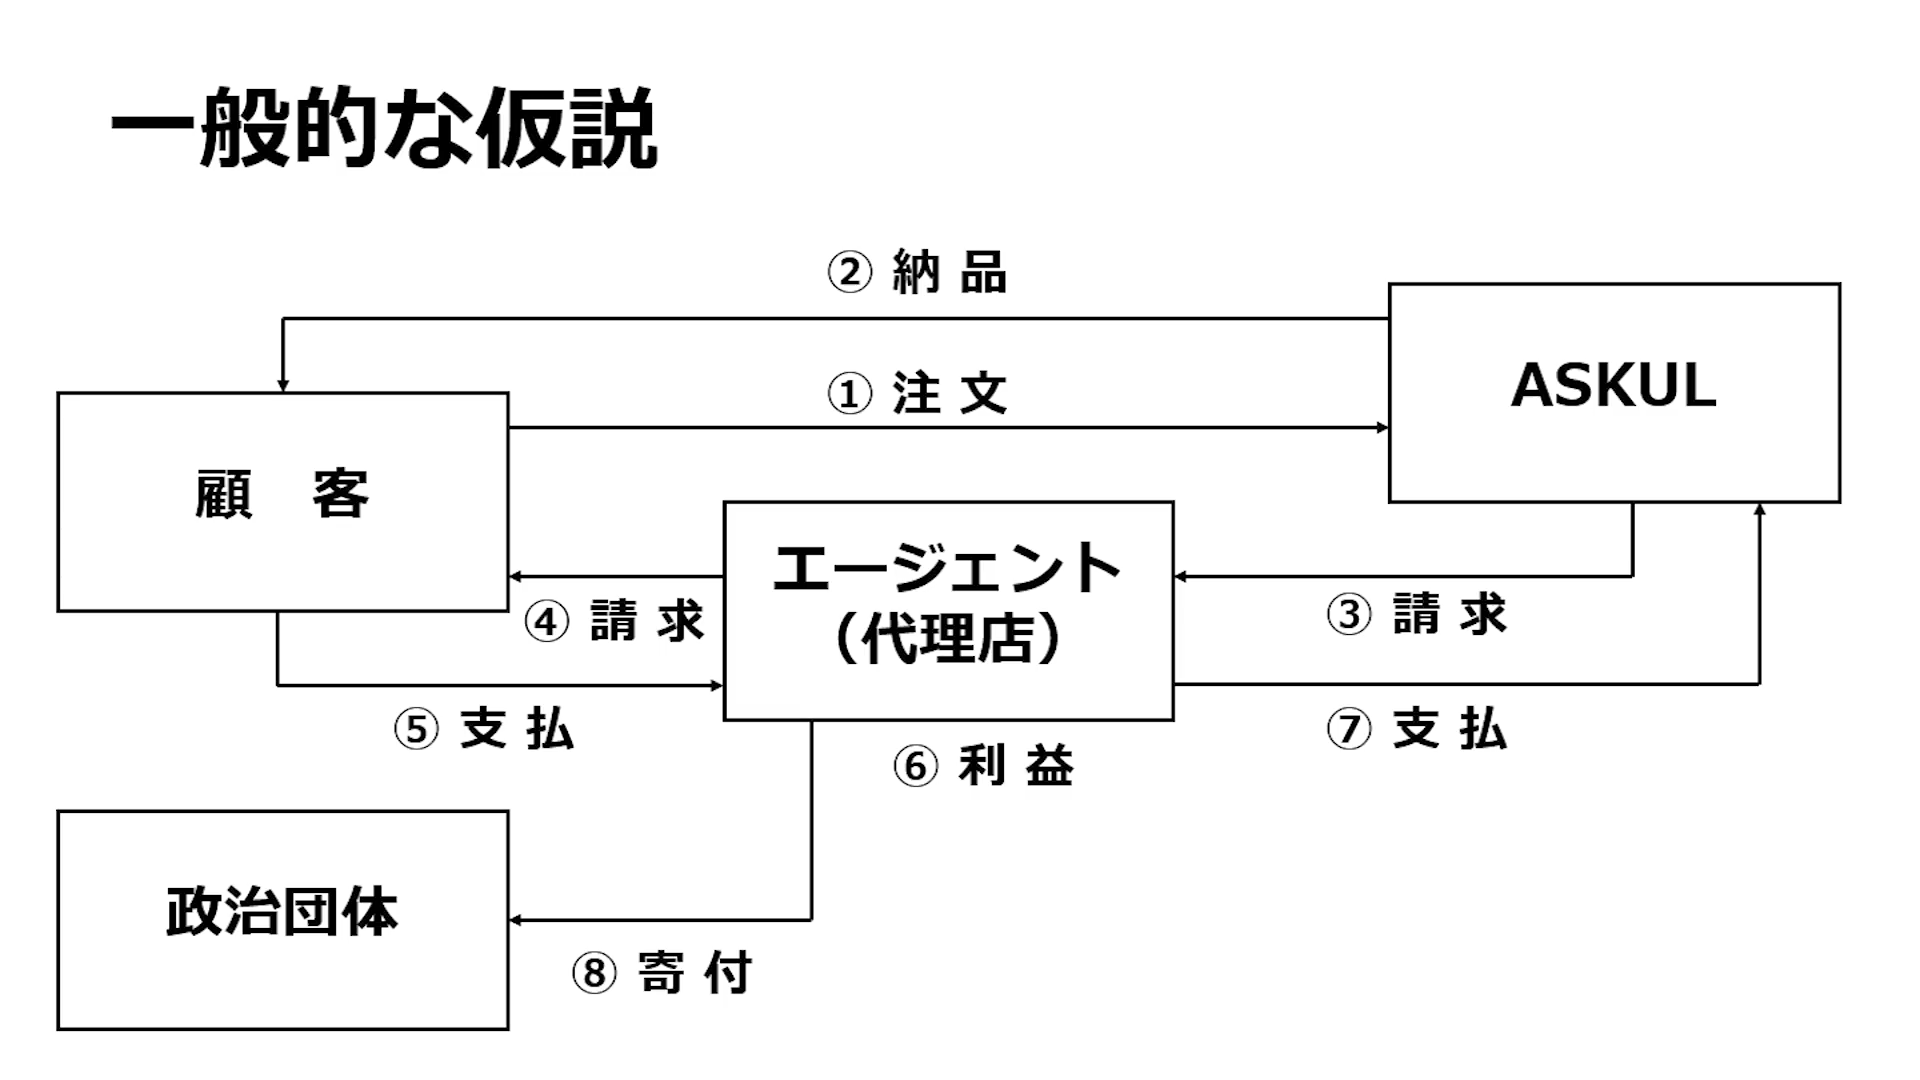 一般的な仮説
② 納 品
ASKUL
① 注 文
顧　客
エージェント
（代理店）
④ 請 求
③ 請 求
⑤ 支 払
⑦ 支 払
⑥ 利 益
政治団体
⑧ 寄 付